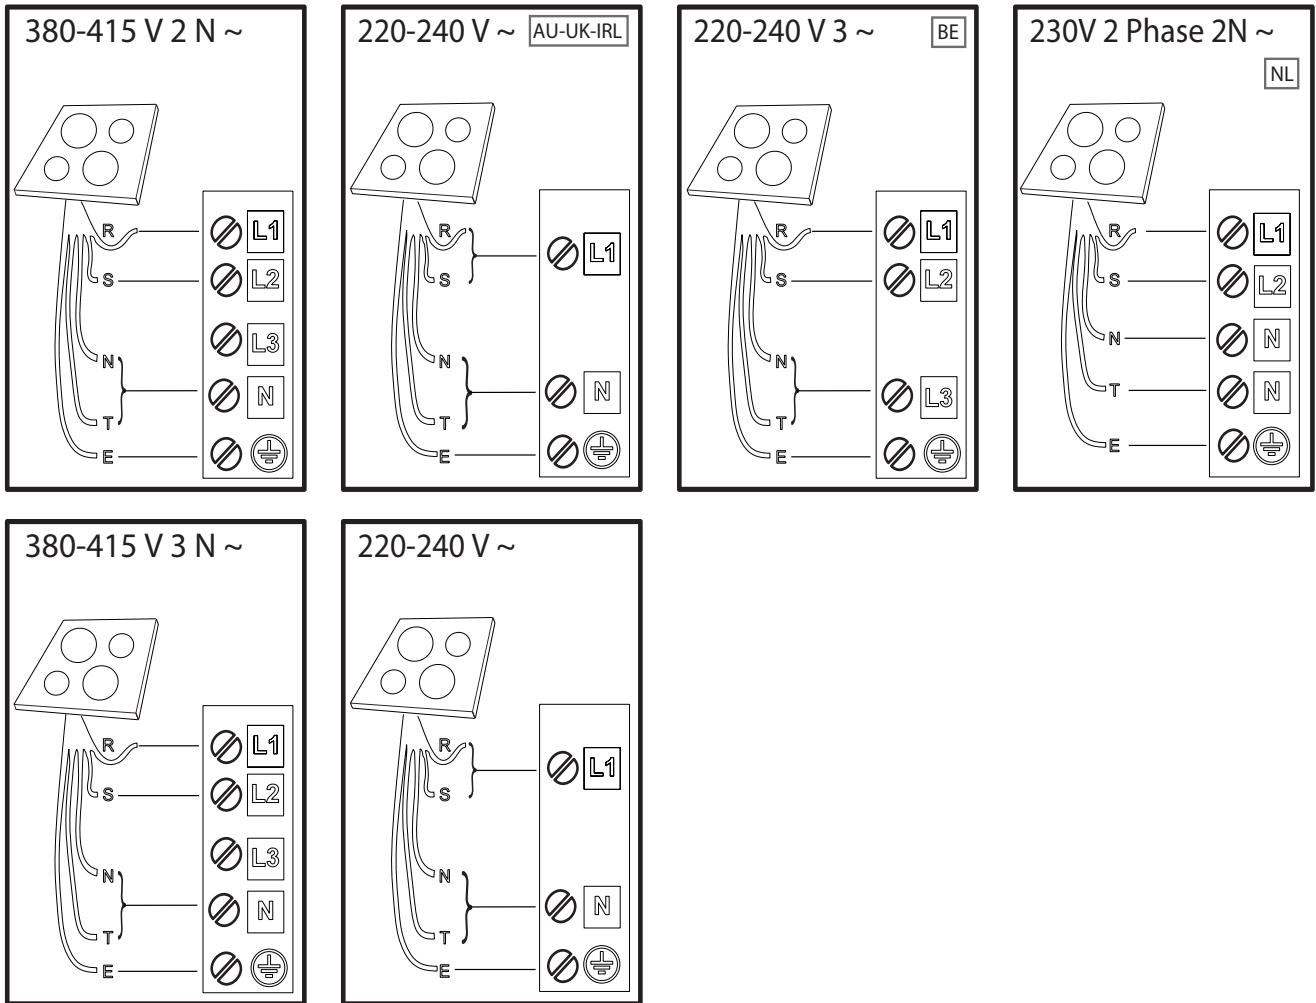 380-415 V 2 N ~
R L1
S L2
L3
N
N
T
E
220-240 V ~ AU-UK-IRL
R
L1
S
N
N
T
E
220-240 V 3 ~ BE
R L1
S L2
N
L3
T
E
230V 2 Phase 2N ~
NL
R L1
S L2
N N
T N
E
380-415 V 3 N ~
R L1
S L2
L3
N
N
T
E
220-240 V ~
R
L1
S
N
N
T
E